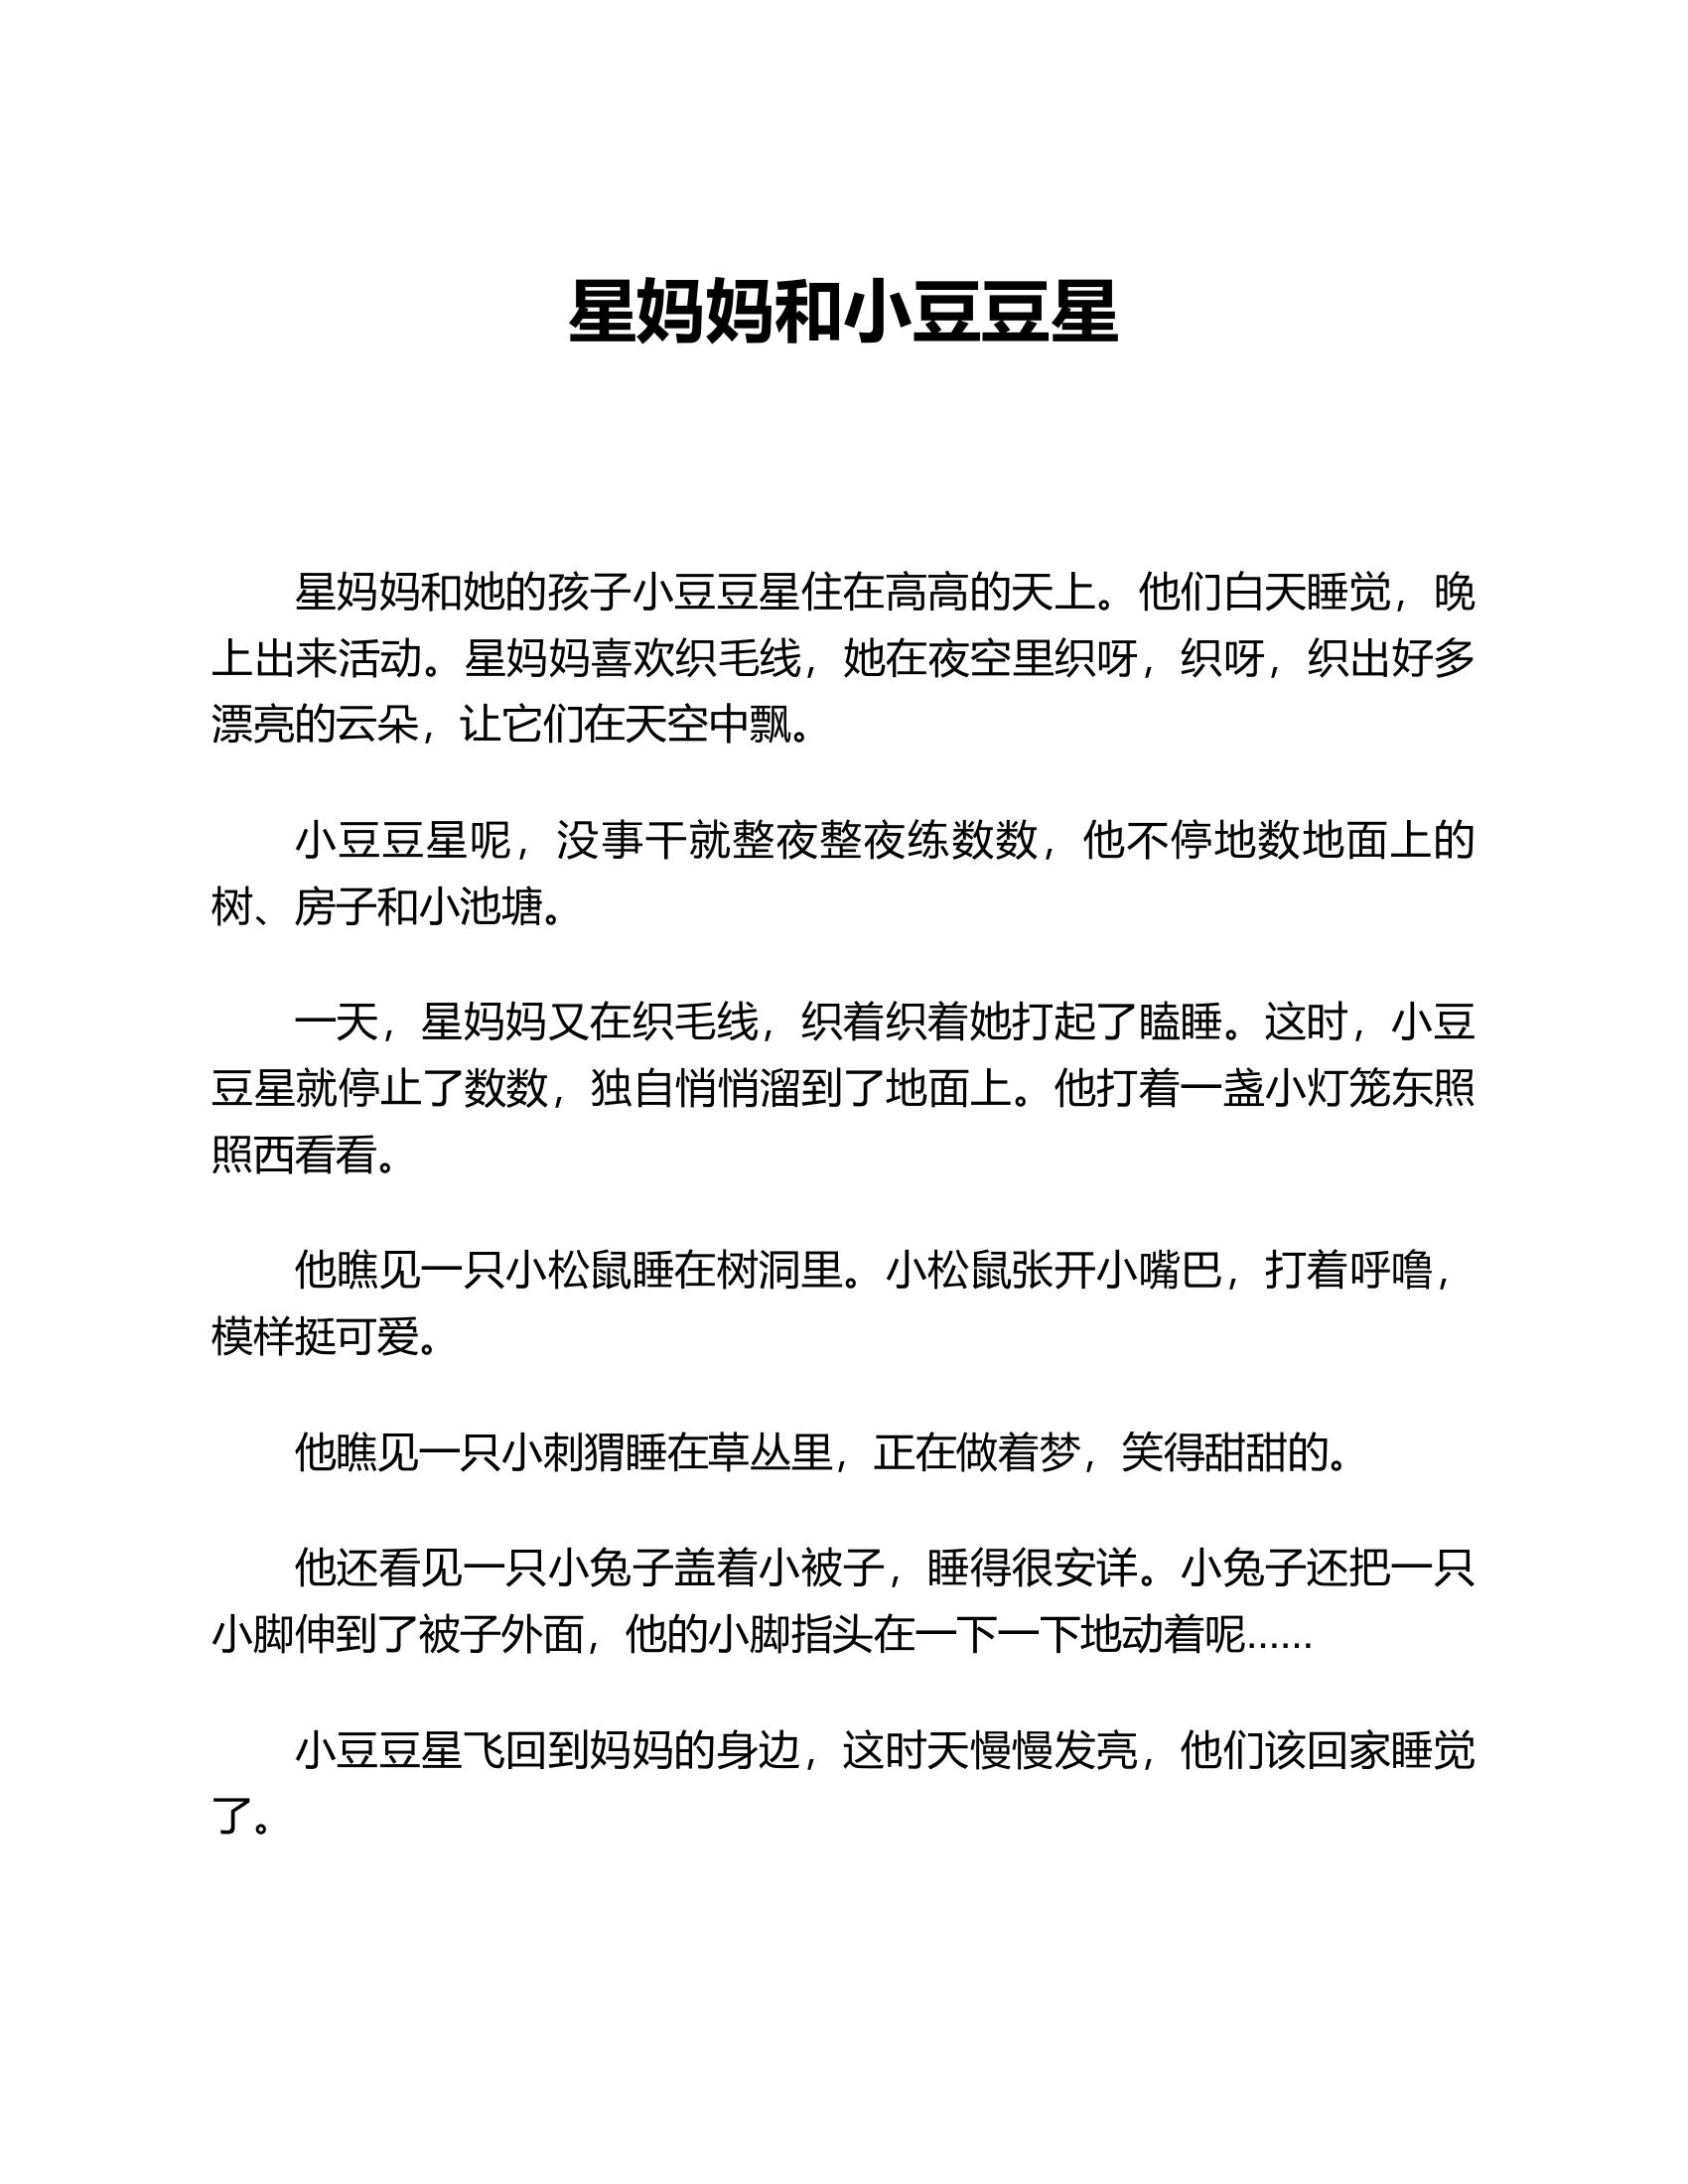 星妈妈和小豆豆星
星妈妈和她的孩子小豆豆星住在高高的天上。他们白天睡觉，晚
上出来活动。星妈妈喜欢织毛线，她在夜空里织呀，织呀，织出好多
漂亮的云朵，让它们在天空中飘。
小豆豆星呢，没事干就整夜整夜练数数，他不停地数地面上的
树、房子和小池塘。
一天，星妈妈又在织毛线，织着织着她打起了瞌睡。这时，小豆
豆星就停止了数数，独自悄悄溜到了地面上。他打着一盏小灯笼东照
照西看看。
他瞧见一只小松鼠睡在树洞里。小松鼠张开小嘴巴，打着呼噜，
模样挺可爱。
他瞧见一只小刺猬睡在草丛里，正在做着梦，笑得甜甜的。
他还看见一只小兔子盖着小被子，睡得很安详。小兔子还把一只
小脚伸到了被子外面，他的小脚指头在一下一下地动着呢……
小豆豆星飞回到妈妈的身边，这时天慢慢发亮，他们该回家睡觉
了。